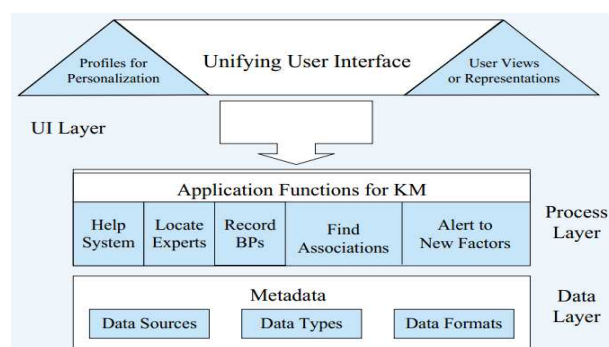 Unifying User Interface
Profiles for
Personalization
User Views
or Representations
UI Layer
Application Functions for KM
Help
System
Locate
Experts
Record
BPs
Find
Associations
Alert to
New Factors
Process
Layer
Metadata
Data Sources
Data Types
Data Formats
Data
Layer